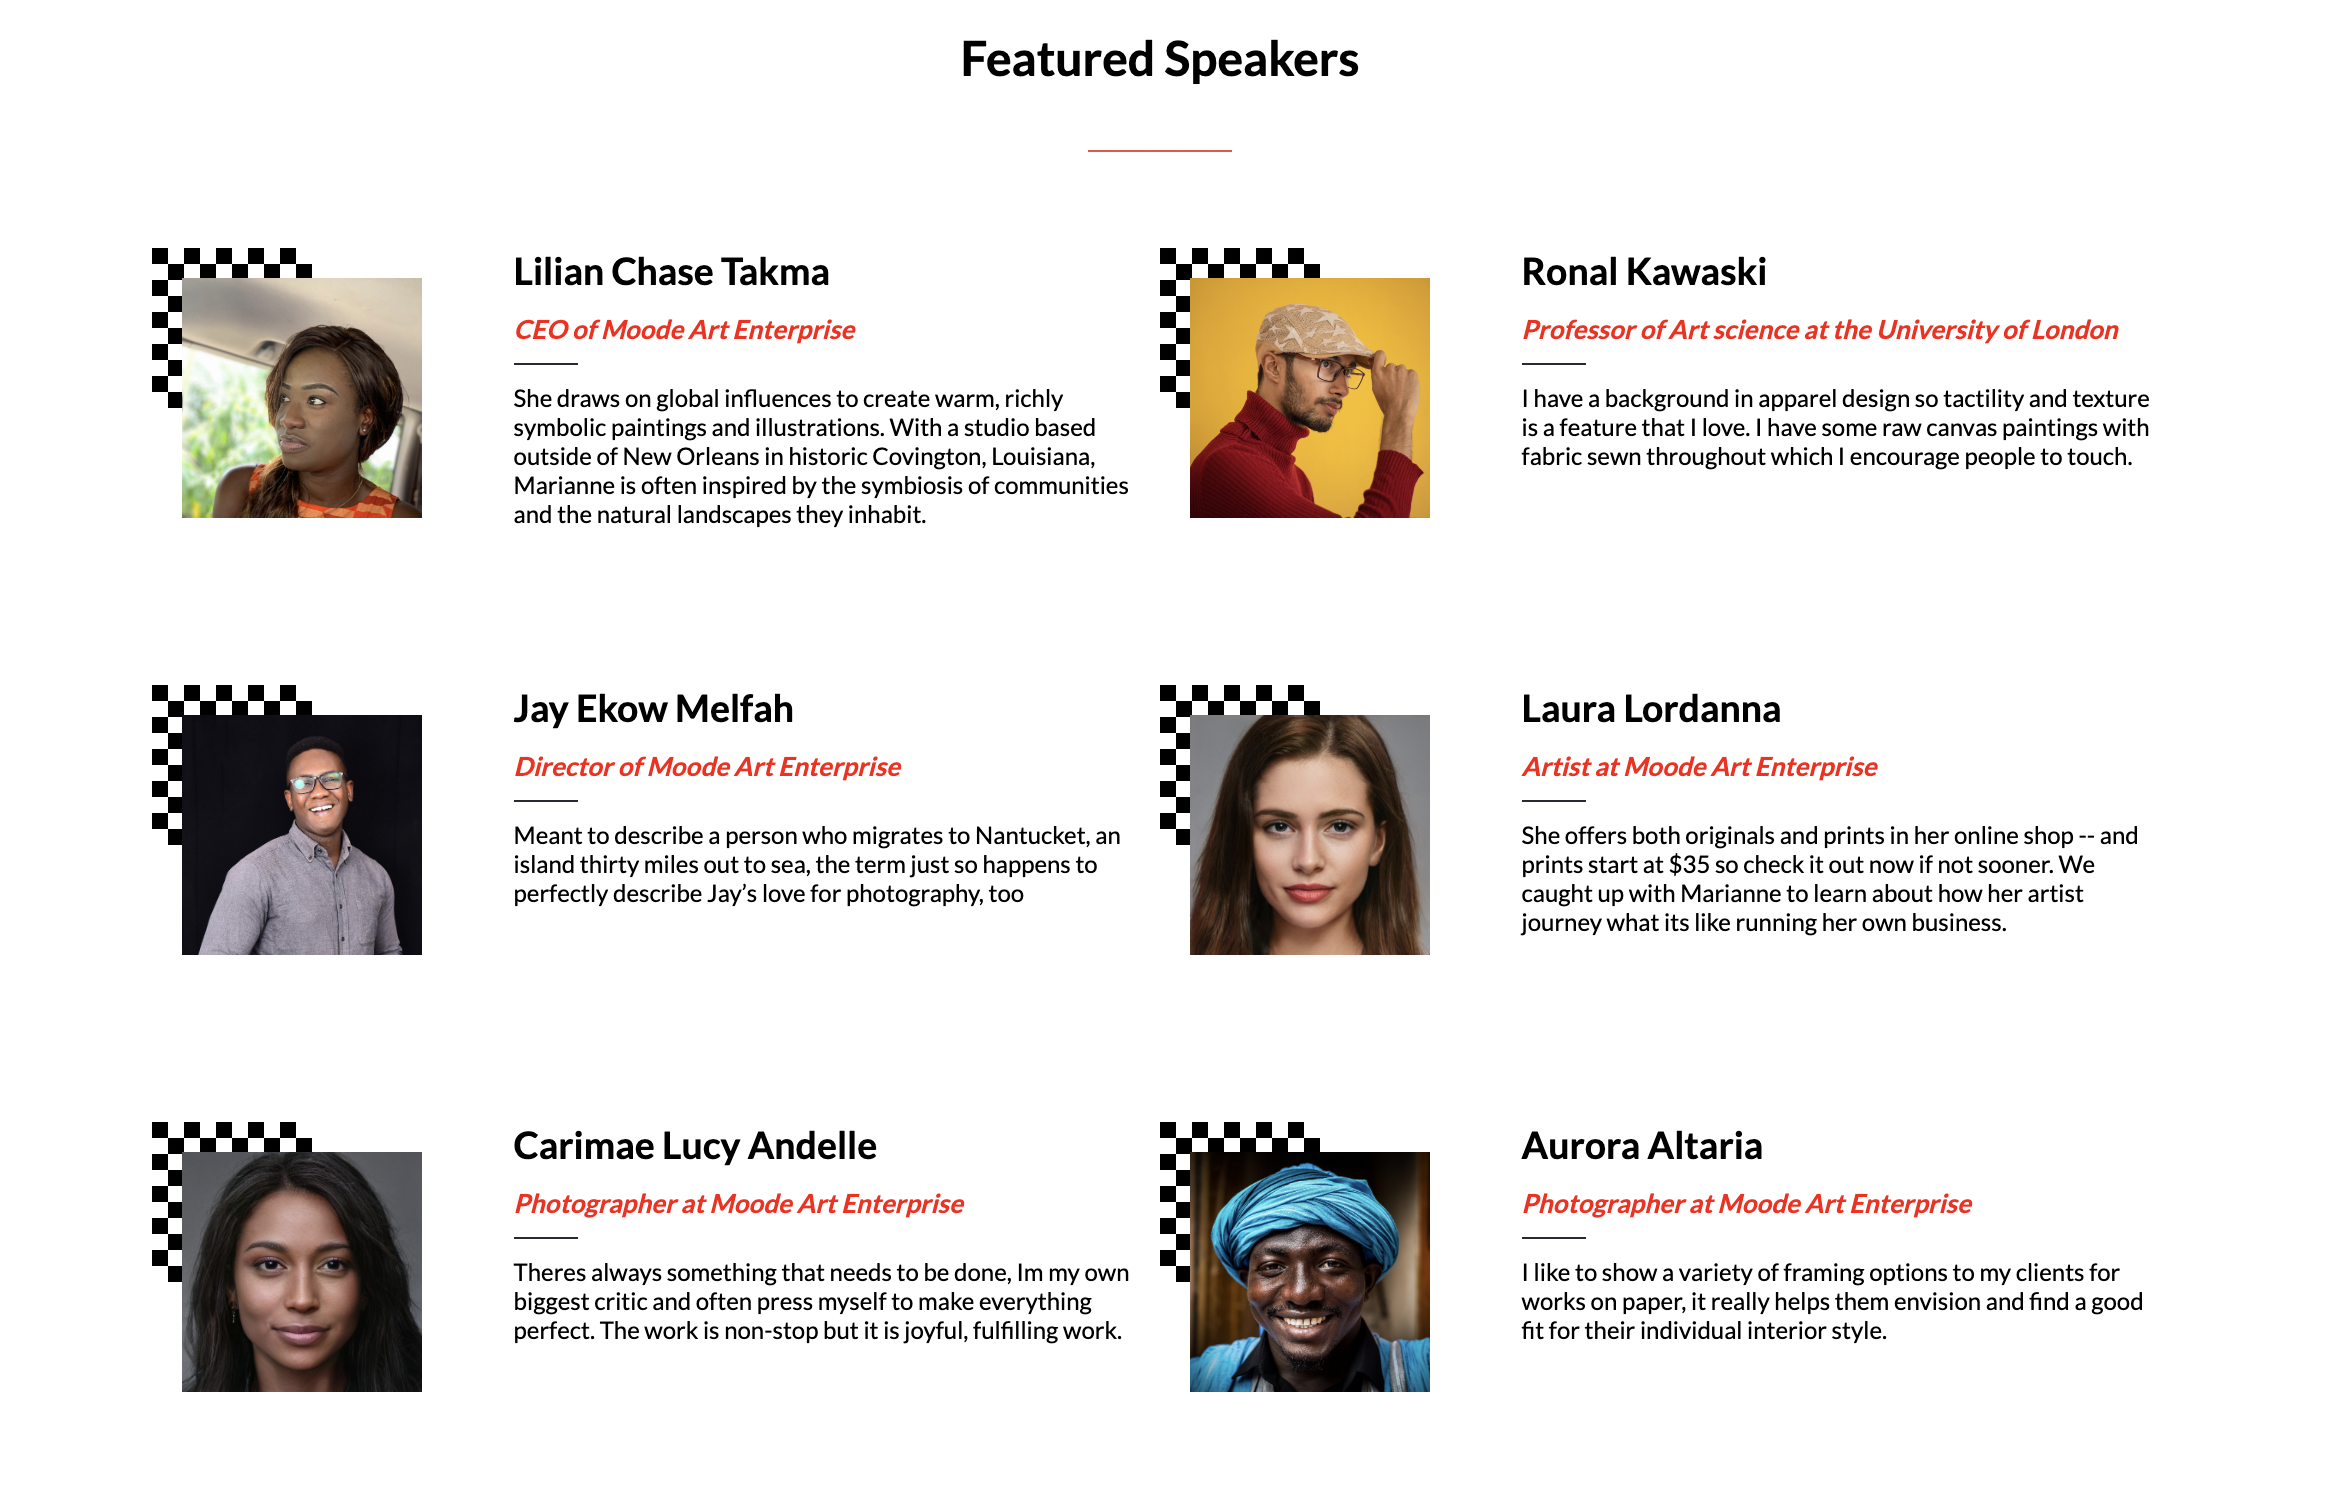 Featured Speakers
Lilian Chase Takma
CEO of Moode Art Enterprise
She draws on global influences to create warm, richly
symbolic paintings and illustrations. With a studio based
outside of New Orleans in historic Covington, Louisiana,
Marianne is often inspired by the symbiosis of communities
and the natural landscapes they inhabit.
Ronal Kawaski
Professor of Art science at the University of London
I have a background in apparel design so tactility and texture
is a feature that I love. I have some raw canvas paintings with
fabric sewn throughout which I encourage people to touch.
Jay Ekow Melfah
Director of Moode Art Enterprise
Meant to describe a person who migrates to Nantucket, an
island thirty miles out to sea, the term just so happens to
perfectly describe Jay’s love for photography, too
Laura Lordanna
Artist at Moode Art Enterprise
She offers both originals and prints in her online shop -- and
prints start at $35 so check it out now if not sooner. We
caught up with Marianne to learn about how her artist
journey what its like running her own business.
Carimae Lucy Andelle
Photographer at Moode Art Enterprise
Theres always something that needs to be done, Im my own
biggest critic and often press myself to make everything
perfect. The work is non-stop but it is joyful, fulfilling work.
Aurora Altaria
Photographer at Moode Art Enterprise
I like to show a variety of framing options to my clients for
works on paper, it really helps them envision and find a good
fit for their individual interior style.